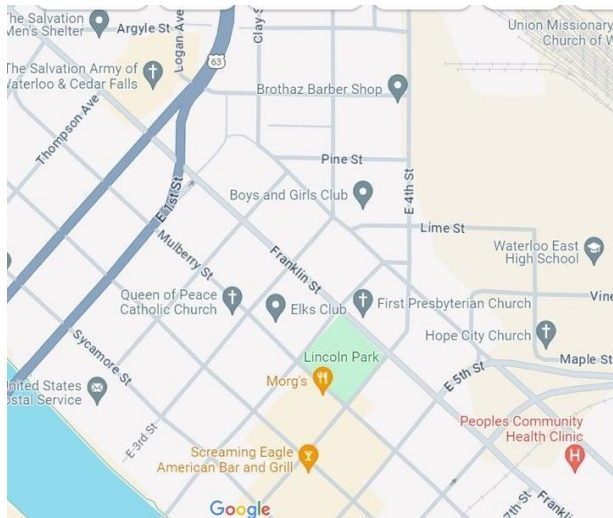 The Salvation
Men's Shelter
Argyle St
Logan Ave
Clay S
63
Union Missionary
Church of W
The Salvation Army of
Waterloo & Cedar Falls
Brothaz Barber Shop
Thompson Ave
Pine St
E 1st St
Boys and Girls Club
E 4th St
Lime St
Mulberry St
Franklin St
Waterloo East
High School
Queen of Peace
Catholic Church
Elks Club
First Presbyterian Church
Vine
Hope City Church
Sycamore St
Lincoln Park
Maple St
Morg's
E 5th St
United States
ostal Service
E 3rd St
Peoples Community
Health Clinic
H
Screaming Eagle
American Bar and Grill
7th St
Frankli
Google